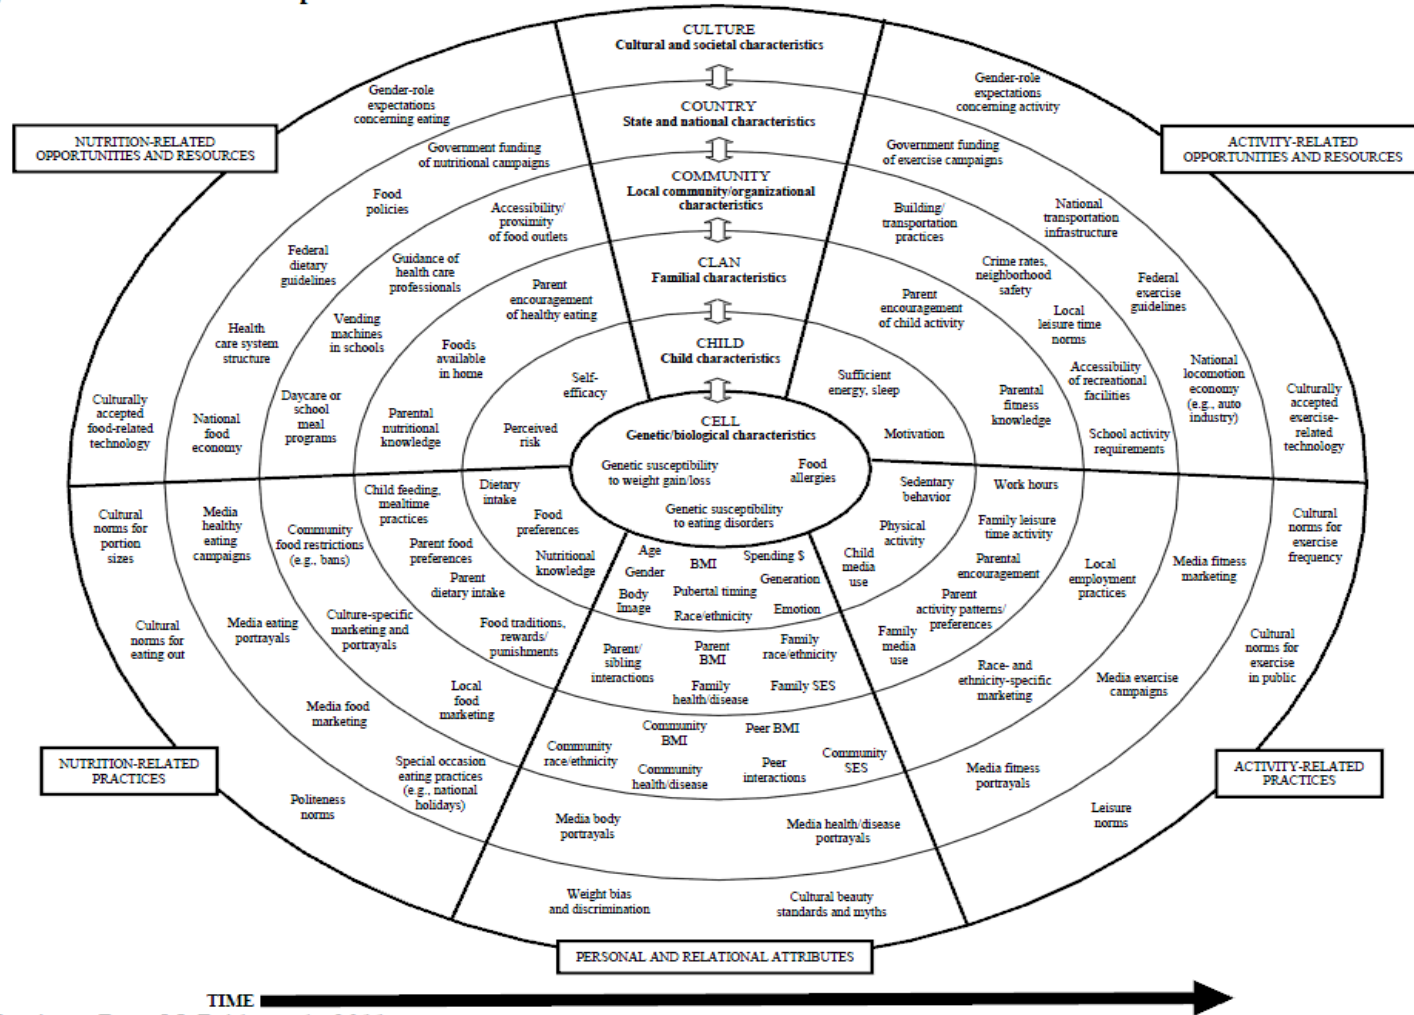 CULTURE
Cultural and societal characteristics
COUNTRY
State and national characteristics
COMMUNITY
Local community/organizational
characteristics
CLAN
Familial characteristics
CHILD
Child characteristics
CELL
Genetic/biological characteristics
Genetic susceptibility
to weight gain/loss
Food
allergies
Genetic susceptibility
to eating disorders
NUTRITION-RELATED
OPPORTUNITIES AND RESOURCES
Gender-role
expectations
concerning eating
Government funding
of nutritional campaigns
Food
policies
Accessibility/
proximity
of food outlets
Federal
dietary
guidelines
Guidance of
health care
professionals
Parent
encouragement
of healthy eating
Health
care system
structure
Vending
machines
in schools
Foods
available
in home
Self-
efficacy
Culturally
accepted
food-related
technology
National
food
economy
Daycare or
school
meal
programs
Parental
nutritional
knowledge
Perceived
risk
ACTIVITY-RELATED
OPPORTUNITIES AND RESOURCES
Gender-role
expectations
concerning activity
Government funding
of exercise campaigns
Building/
transportation
practices
National
transportation
infrastructure
Crime rates,
neighborhood
safety
Federal
exercise
guidelines
Parent
encouragement
of child activity
Local
leisure time
norms
Sufficient
energy, sleep
Parental
fitness
knowledge
Accessibility
of recreational
facilities
National
locomotion
economy
(e.g., auto
industry)
Culturally
accepted
exercise-
related
technology
Motivation
School activity
requirements
NUTRITION-RELATED
PRACTICES
Cultural
norms for
portion
sizes
Media
healthy
eating
campaigns
Community
food restrictions
(e.g., bans)
Child feeding,
mealtime
practices
Dietary
intake
Food
preferences
Parent food
preferences
Nutritional
knowledge
Parent
dietary intake
Cultural
norms for
eating out
Media eating
portrayals
Culture-specific
marketing and
portrayals
Food traditions,
rewards/
punishments
Media food
marketing
Local
food
marketing
Politeness
norms
Special occasion
eating practices
(e.g., national
holidays)
ACTIVITY-RELATED
PRACTICES
Sedentary
behavior
Work hours
Physical
activity
Family leisure
time activity
Child
media
use
Parental
encouragement
Local
employment
practices
Media fitness
marketing
Cultural
norms for
exercise
frequency
Parent
activity patterns/
preferences
Family
media
use
Race- and
ethnicity-specific
marketing
Media exercise
campaigns
Cultural
norms for
exercise
in public
Media fitness
portrayals
Leisure
norms
PERSONAL AND RELATIONAL ATTRIBUTES
Age
BMI
Spending $
Gender
Generation
Body
Image
Pubertal timing
Race/ethnicity
Emotion
Parent/
sibling
interactions
Parent
BMI
Family
race/ethnicity
Family
health/disease
Family SES
Community
BMI
Peer BMI
Community
race/ethnicity
Community
health/disease
Peer
interactions
Community
SES
Media body
portrayals
Media health/disease
portrayals
Weight bias
and discrimination
Cultural beauty
standards and myths
TIME